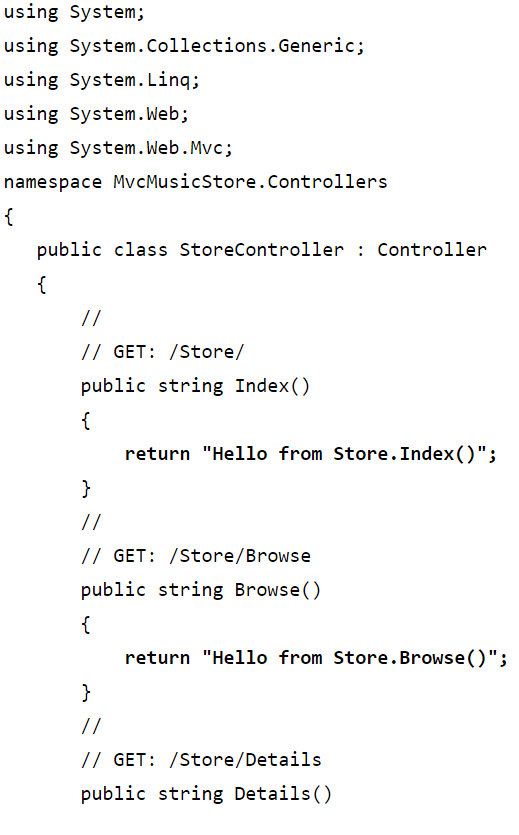 using System;
using System.Collections.Generic;
using System.Linq;
using System.Web;
using System.Web.Mvc;
namespace MvcMusicStore.Controllers
{
   public class StoreController : Controller
   {
       //
       // GET: /Store/
       public string Index()
       {
           return "Hello from Store.Index()";
       }
       //
       // GET: /Store/Browse
       public string Browse()
       {
           return "Hello from Store.Browse()";
       }
       //
       // GET: /Store/Details
       public string Details()